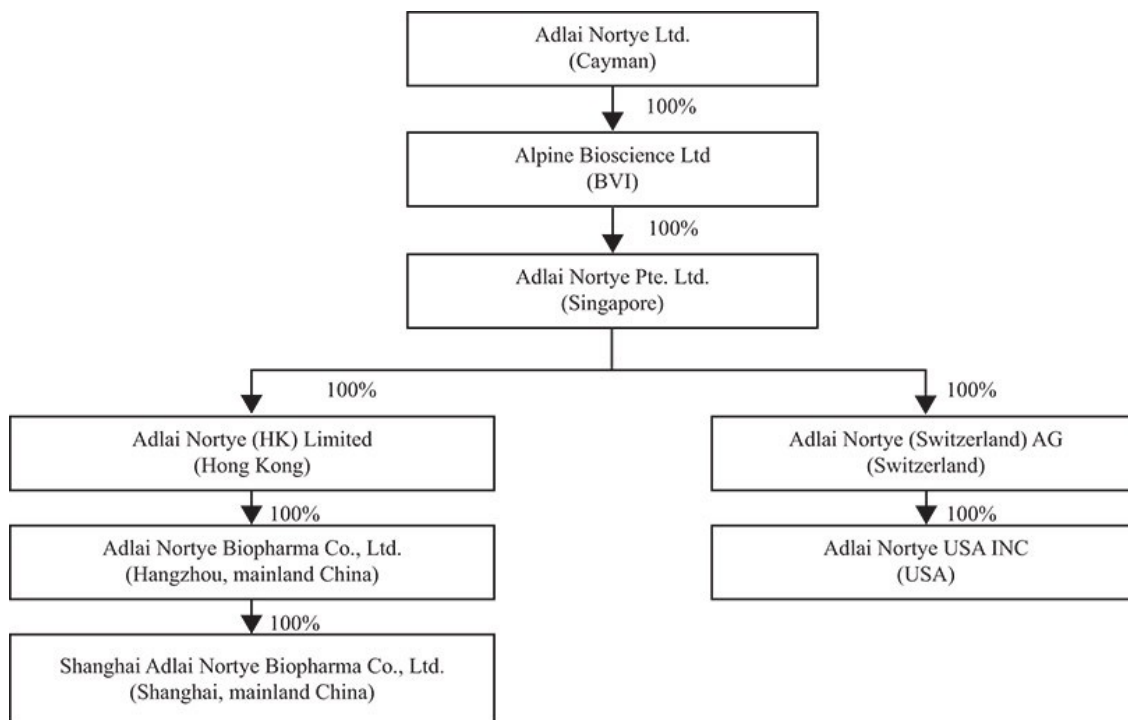 Adlai Nortye Ltd.
(Cayman)
100%
Alpine Bioscience Ltd
(BVI)
100%
Adlai Nortye Pte. Ltd.
(Singapore)
100%
100%
Adlai Nortye (HK) Limited
(Hong Kong)
Adlai Nortye (Switzerland) AG
(Switzerland)
100%
100%
Adlai Nortye Biopharma Co., Ltd.
(Hangzhou, mainland China)
Adlai Nortye USA INC
(USA)
100%
Shanghai Adlai Nortye Biopharma Co., Ltd.
(Shanghai, mainland China)